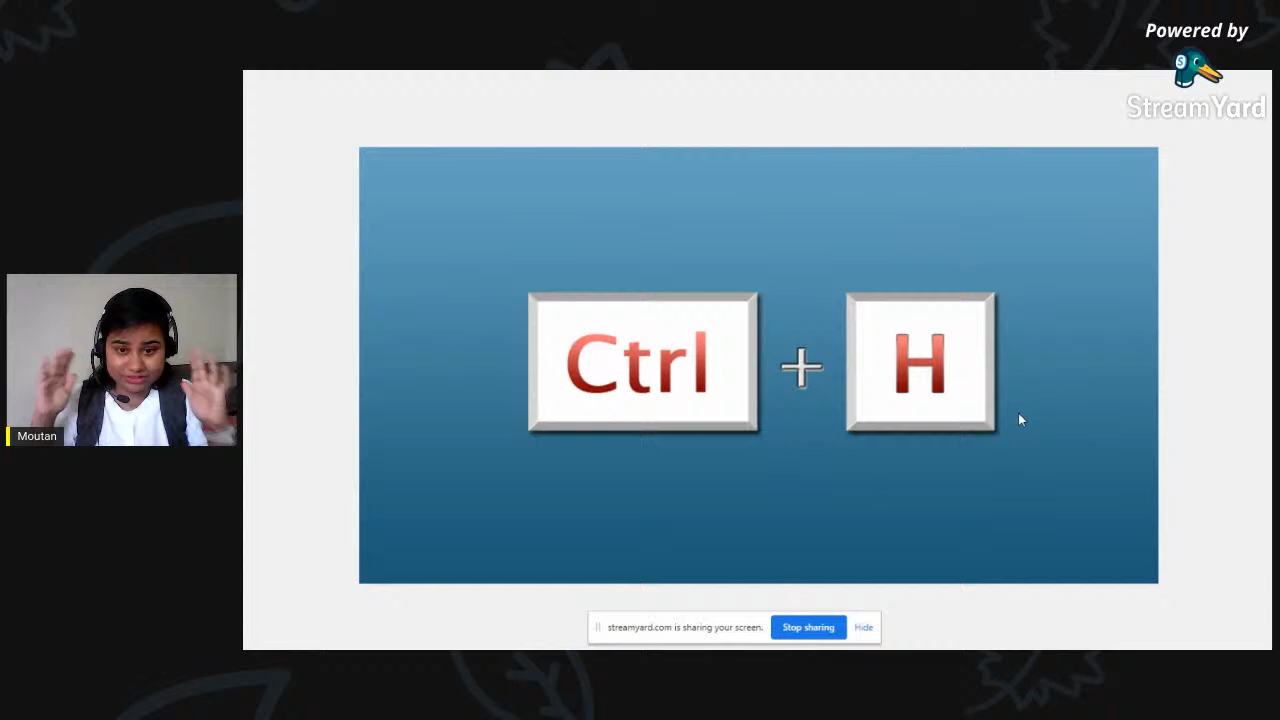 Powered by
StreamYard
Ctrl + H
Moutan
streamyard.com is sharing your screen. Stop sharing Hide